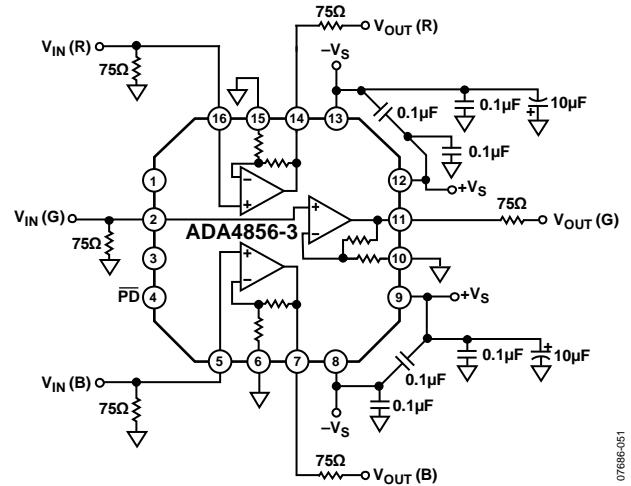 75Ω
VOUT (R)
VIN (R)
75Ω
–VS
0.1µF
0.1µF
10µF
+
0.1µF
16
15
14
13
1
12
+VS
–
+
VIN (G)
2
ADA4856-3
+
–
11
75Ω
VOUT (G)
75Ω
3
10
PD
4
+
–
9
+VS
5
6
7
8
0.1µF
0.1µF
+
10µF
VIN (B)
75Ω
0.1µF
–VS
75Ω
VOUT (B)
07686-051